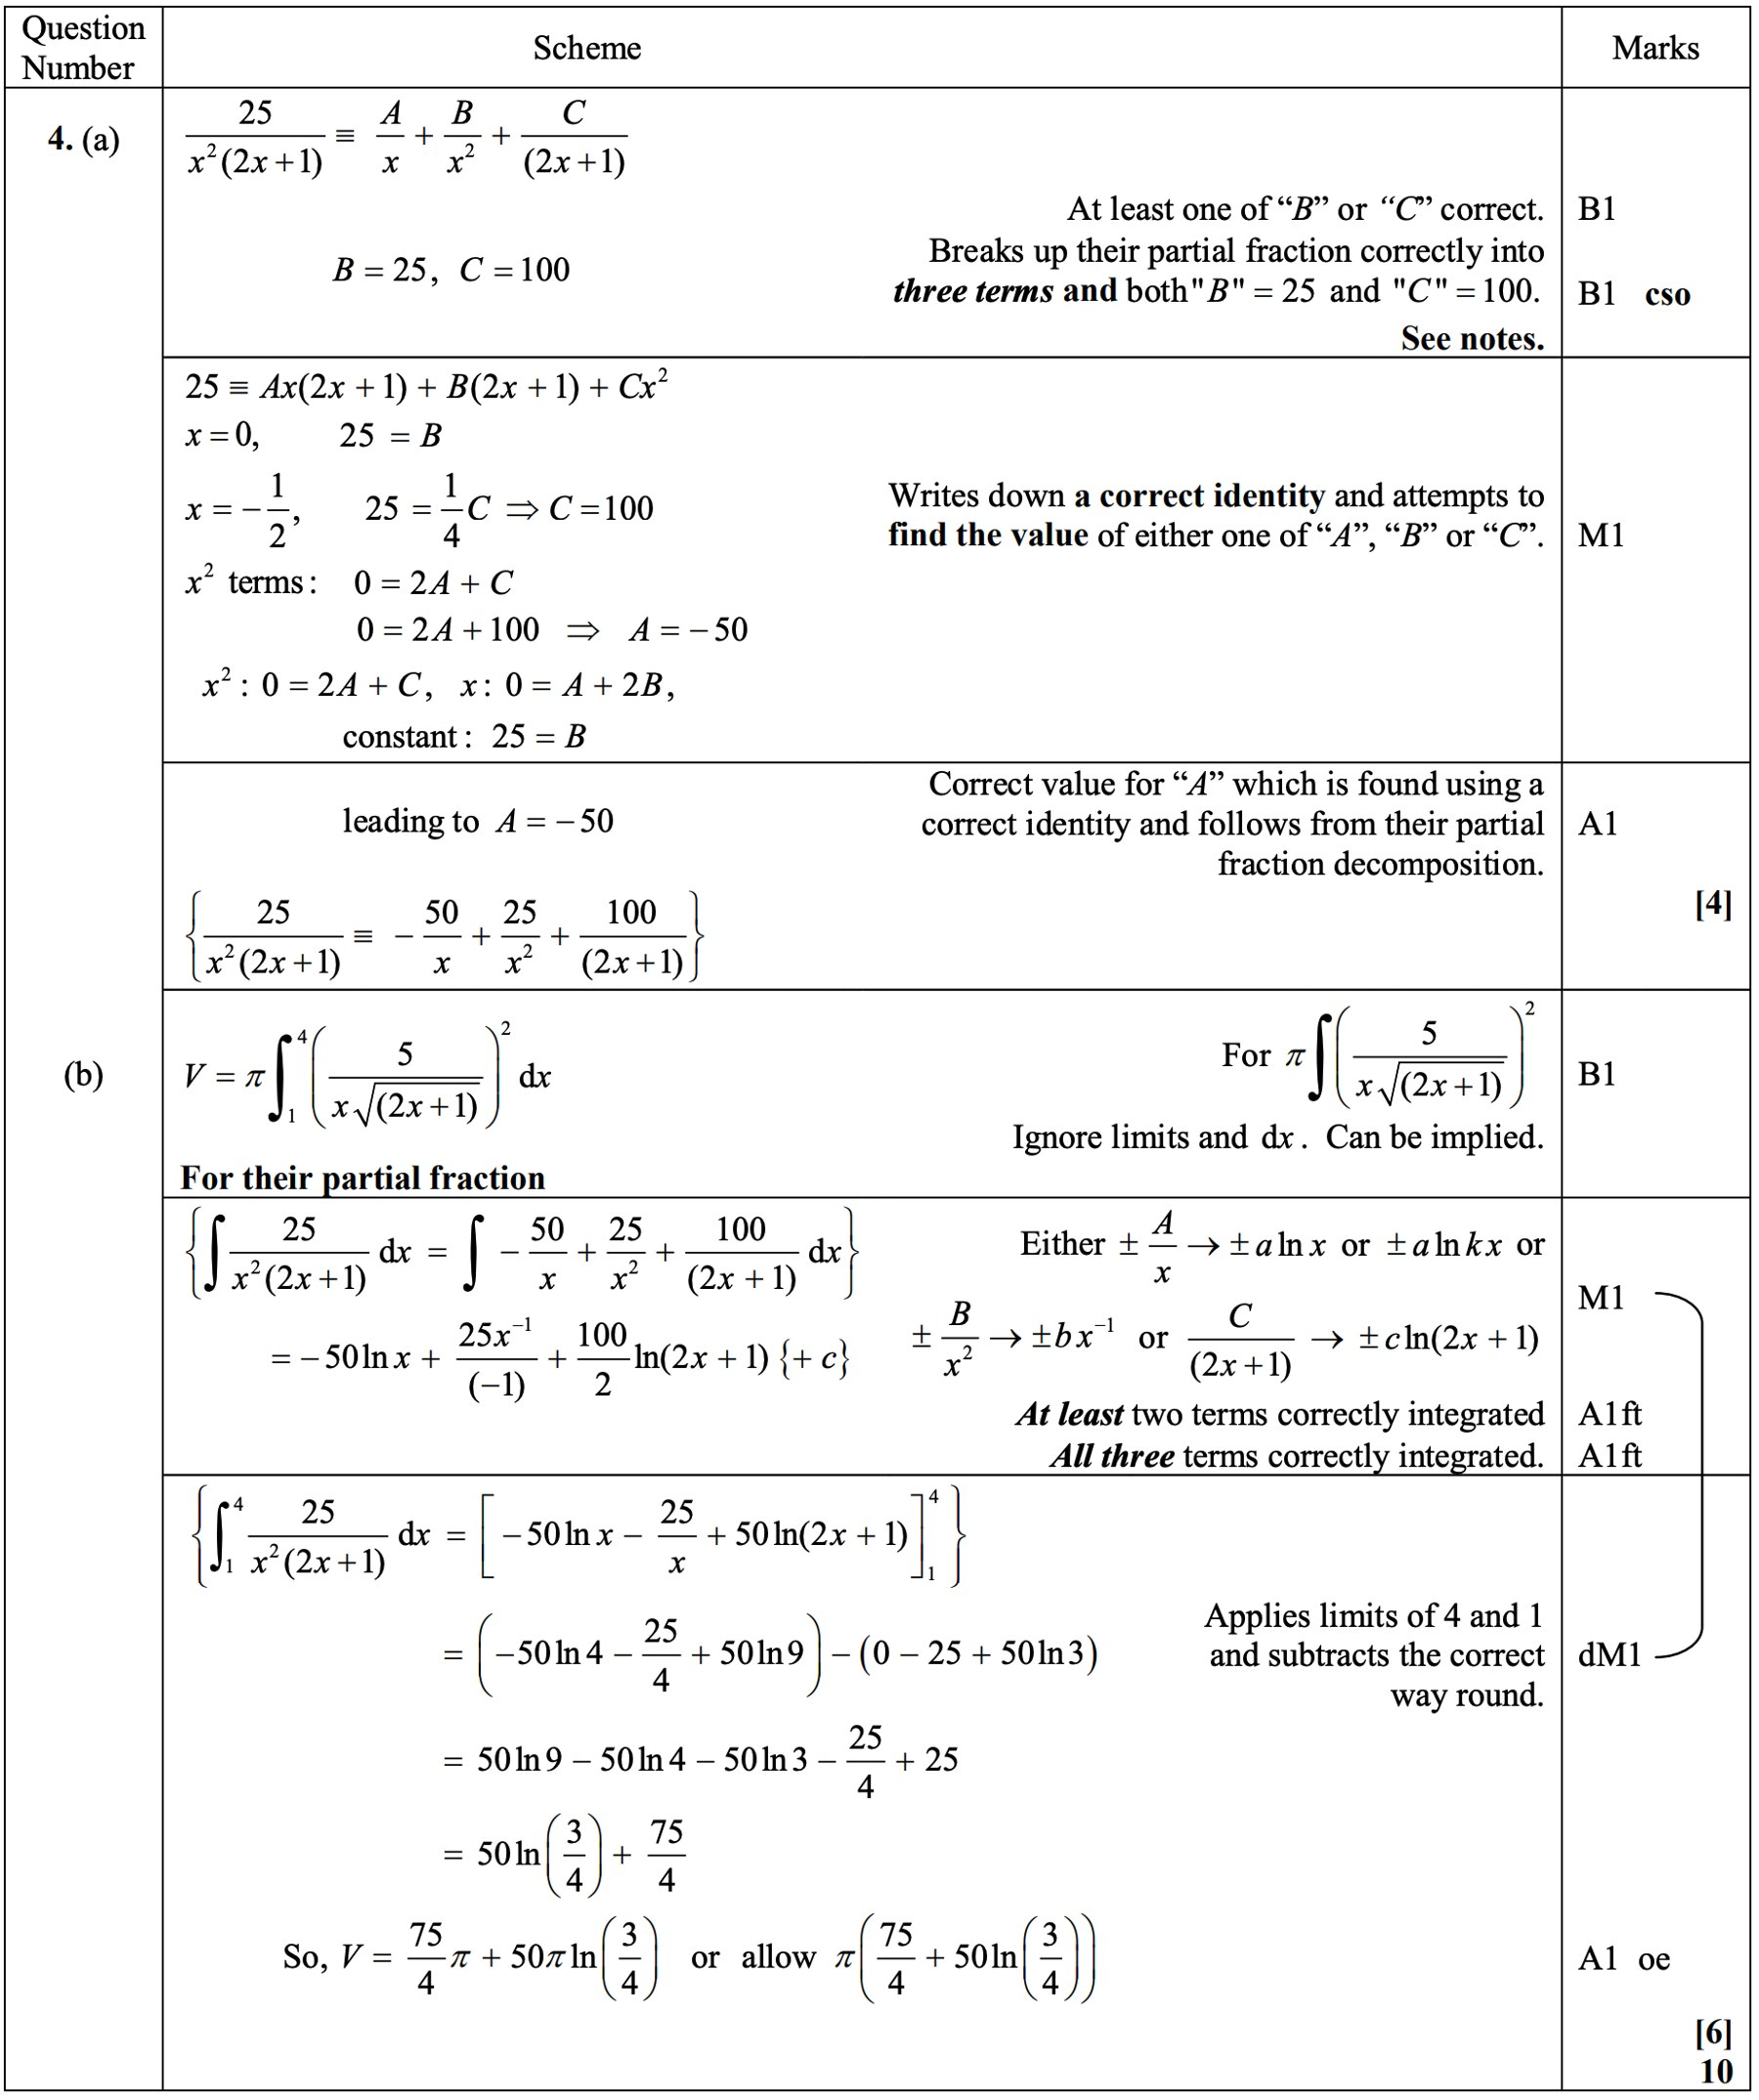 Question Number Scheme Marks
4. (a) 25/(x²(2x+1)) ≡ A/x + B/x² + C/(2x+1)
At least one of “B” or “C” correct. B1
B = 25, C = 100 Breaks up their partial fraction correctly into
three terms and both "B" = 25 and "C" = 100. B1 cso
See notes.
25 ≡ Ax(2x + 1) + B(2x + 1) + Cx²
x = 0, 25 = B
x = −1/2, 25 = 1/4 C ⇒ C = 100 Writes down a correct identity and attempts to
find the value of either one of “A”, “B” or “C”. M1
x² terms : 0 = 2A + C
0 = 2A + 100 ⇒ A = − 50
x² : 0 = 2A + C, x : 0 = A + 2B,
constant : 25 = B
Correct value for “A” which is found using a
leading to A = − 50 correct identity and follows from their partial A1
fraction decomposition.
[4]
{25/(x²(2x+1)) ≡ − 50/x + 25/x² + 100/(2x+1)}
(b) V = π∫₁⁴ (5/(x√(2x+1)))² dx For π∫(5/(x√(2x+1)))² B1
Ignore limits and dx. Can be implied.
For their partial fraction
{∫ 25/(x²(2x+1)) dx = ∫ − 50/x + 25/x² + 100/(2x + 1) dx} Either ± A/x → ± a ln x or ± a ln kx or
M1
= − 50 ln x + 25x⁻¹/(−1) + 100/2 ln(2x + 1) {+ c} ± B/x² → ±bx⁻¹ or C/(2x+1) → ± c ln(2x + 1)
At least two terms correctly integrated A1ft
All three terms correctly integrated. A1ft
{∫₁⁴ 25/(x²(2x+1)) dx = [− 50 ln x − 25/x + 50 ln(2x + 1)]₁⁴}
Applies limits of 4 and 1
= (−50 ln 4 − 25/4 + 50 ln 9) − (0 − 25 + 50 ln 3) and subtracts the correct dM1
way round.
= 50 ln 9 − 50 ln 4 − 50 ln 3 − 25/4 + 25
= 50 ln(3/4) + 75/4
So, V = 75/4 π + 50π ln(3/4) or allow π(75/4 + 50 ln(3/4)) A1 oe
[6]
10